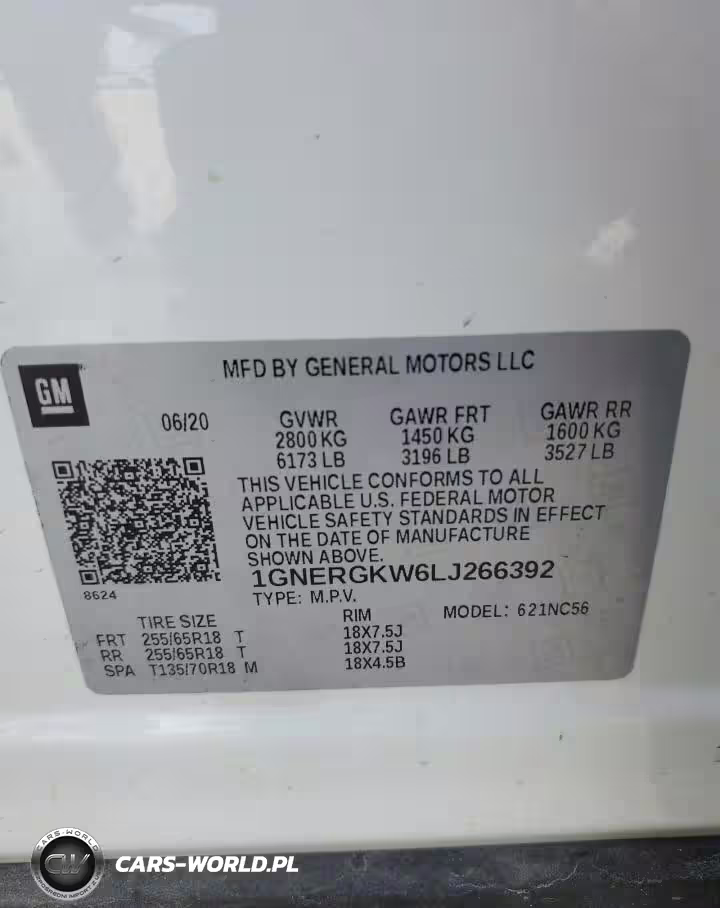 MFD BY GENERAL MOTORS LLC
GM
06/20
GVWR GAWR FRT GAWR RR
2800 KG 1450 KG 1600 KG
6173 LB 3196 LB 3527 LB
THIS VEHICLE CONFORMS TO ALL
APPLICABLE U.S. FEDERAL MOTOR
VEHICLE SAFETY STANDARDS IN EFFECT
ON THE DATE OF MANUFACTURE
SHOWN ABOVE.
1GNERGKW6LJ266392
8624
TYPE: M.P.V. MODEL: 621NC56
TIRE SIZE RIM
FRT 255/65R18 T 18X7.5J
RR 255/65R18 T 18X7.5J
SPA T135/70R18 M 18X4.5B
CARS-WORLD
CW
CARS-WORLD.PL